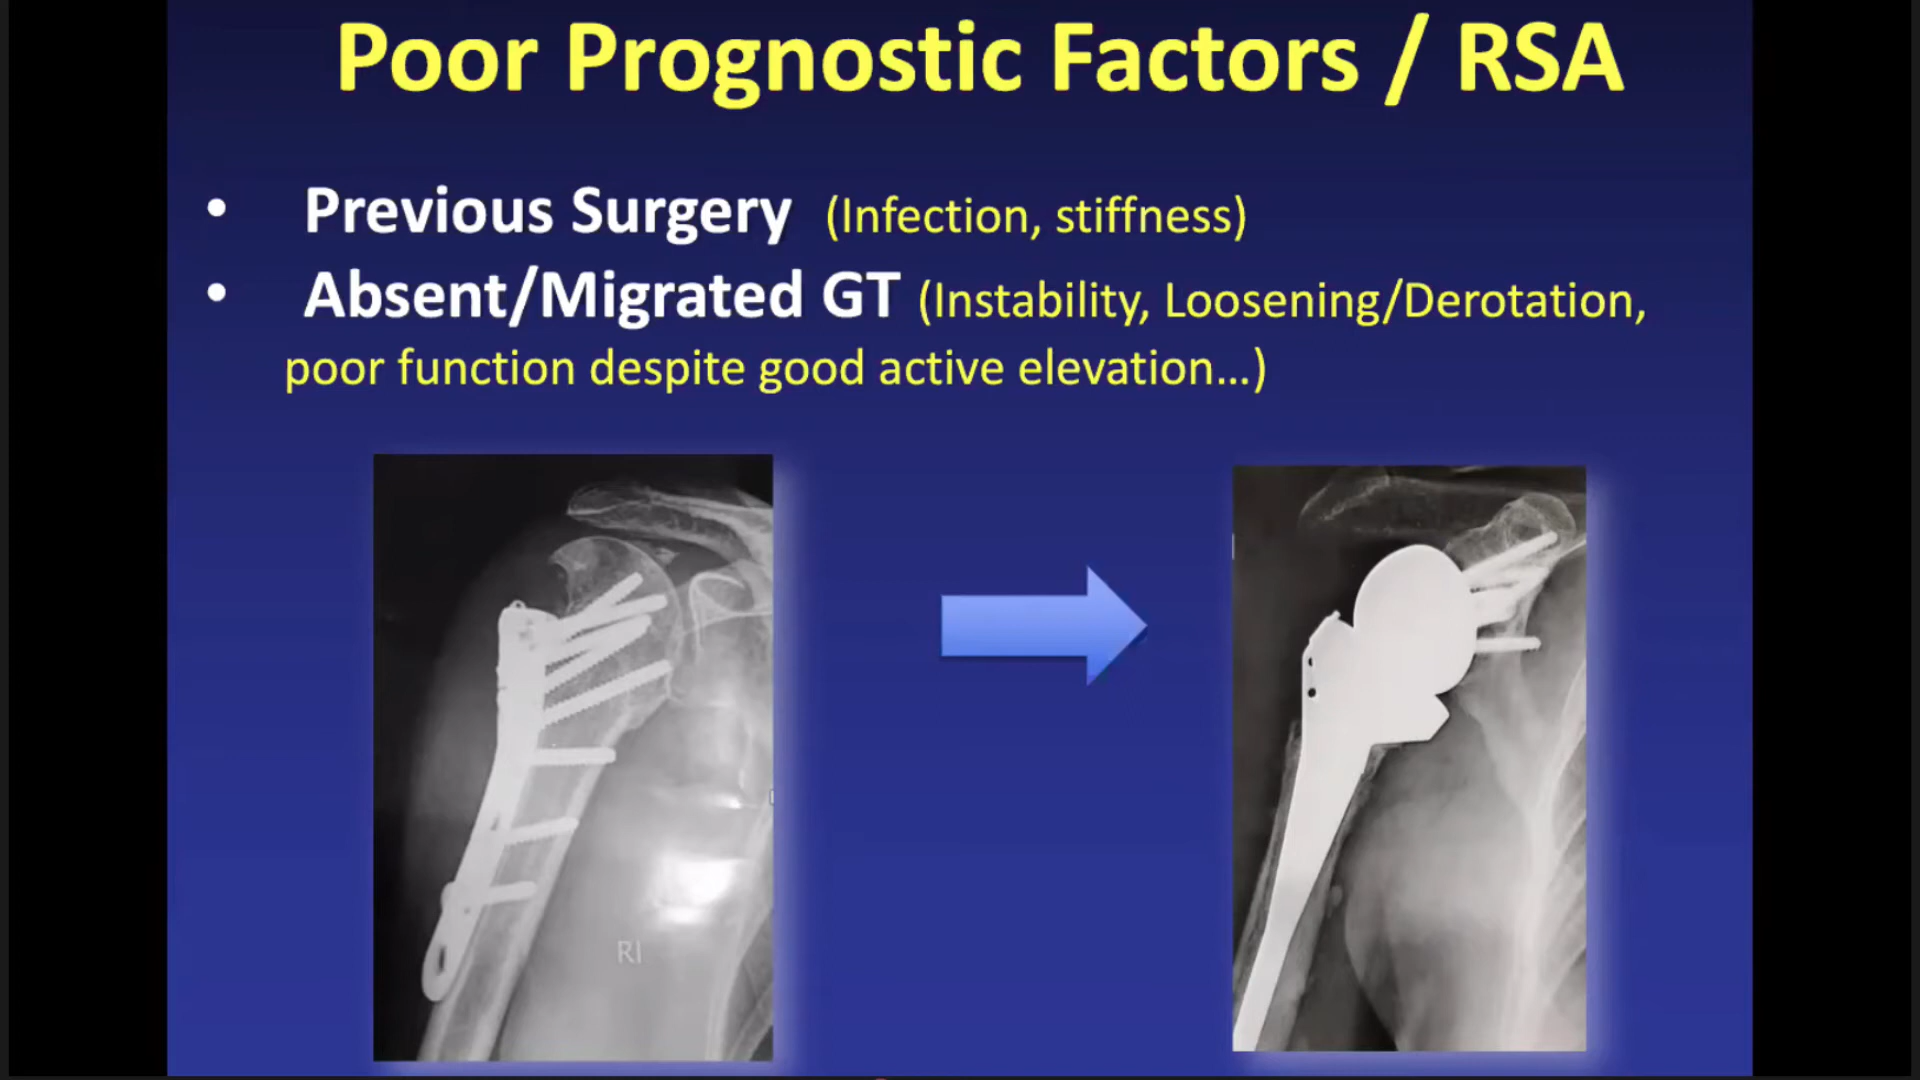 Poor Prognostic Factors / RSA
• Previous Surgery (Infection, stiffness)
• Absent/Migrated GT (Instability, Loosening/Derotation,
poor function despite good active elevation...)
RI